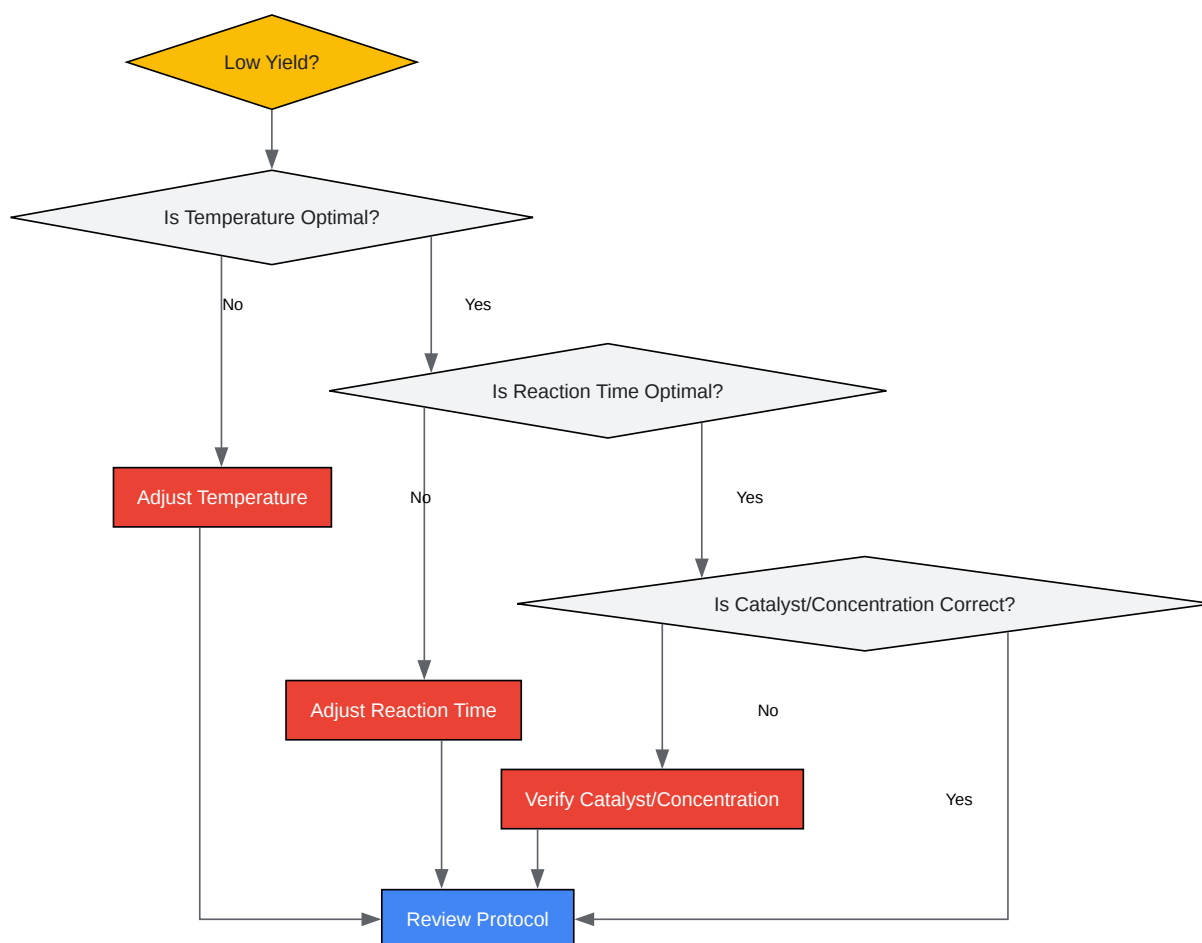 Low Yield?
Is Temperature Optimal?
No
Yes
Is Reaction Time Optimal?
Adjust Temperature
No
Yes
Is Catalyst/Concentration Correct?
Adjust Reaction Time
No
Verify Catalyst/Concentration
Yes
Review Protocol